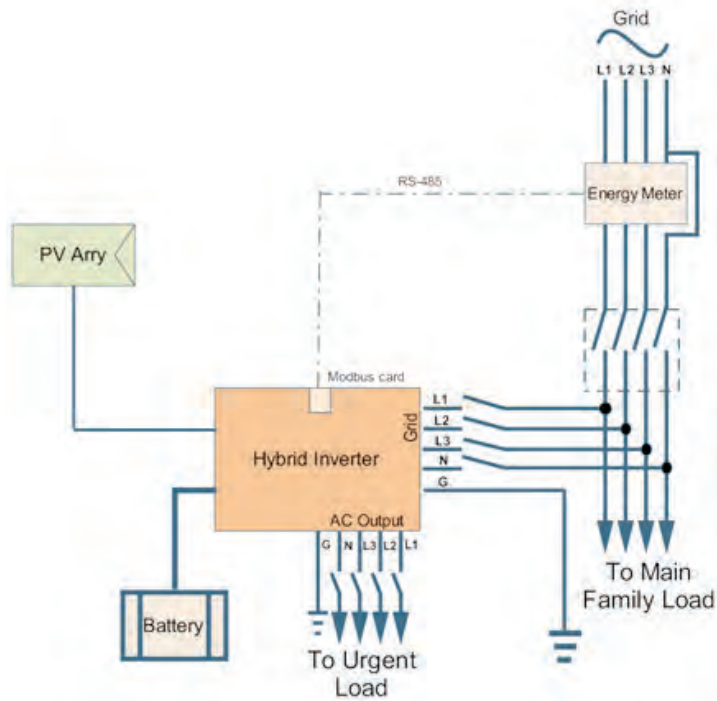 Grid
L1 L2 L3 N
RS-485
Energy Meter
PV Arry
Modbus card
L1
L2
L3
N
G
Grid
Hybrid Inverter
AC Output
G N L3 L2 L1
Battery
To Main
Family Load
To Urgent
Load